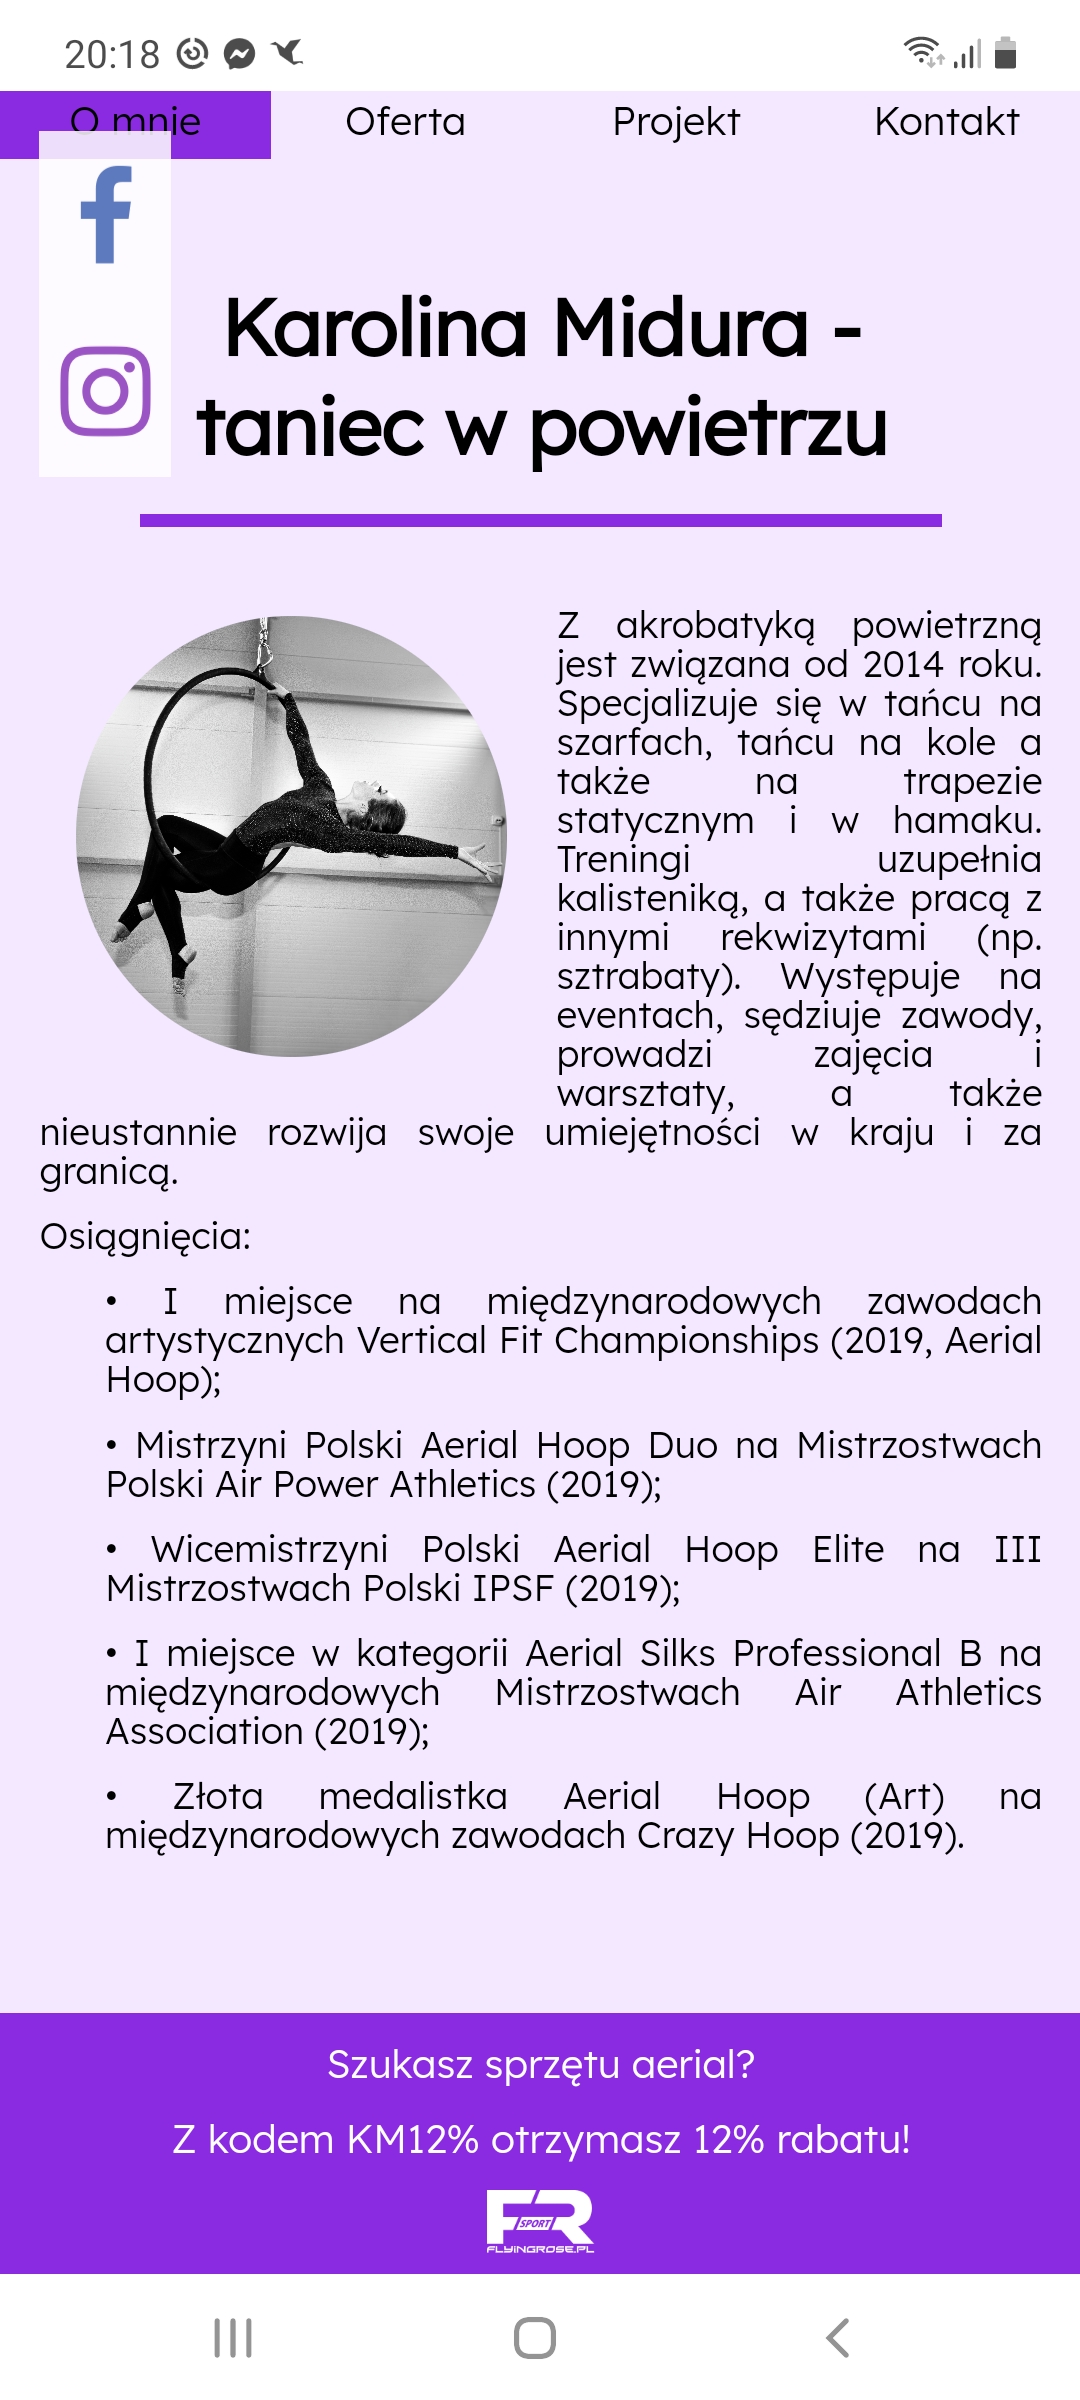 20:18
O mnie Oferta Projekt Kontakt
Karolina Midura -
taniec w powietrzu
Z akrobatyką powietrzną
jest związana od 2014 roku.
Specjalizuje się w tańcu na
szarfach, tańcu na kole a
także na trapezie
statycznym i w hamaku.
Treningi uzupełnia
kalisteniką, a także pracą z
innymi rekwizytami (np.
sztrabaty). Występuje na
eventach, sędziuje zawody,
prowadzi zajęcia i
warsztaty, a także
nieustannie rozwija swoje umiejętności w kraju i za
granicą.
Osiągnięcia:
• I miejsce na międzynarodowych zawodach
artystycznych Vertical Fit Championships (2019, Aerial
Hoop);
• Mistrzyni Polski Aerial Hoop Duo na Mistrzostwach
Polski Air Power Athletics (2019);
• Wicemistrzyni Polski Aerial Hoop Elite na III
Mistrzostwach Polski IPSF (2019);
• I miejsce w kategorii Aerial Silks Professional B na
międzynarodowych Mistrzostwach Air Athletics
Association (2019);
• Złota medalistka Aerial Hoop (Art) na
międzynarodowych zawodach Crazy Hoop (2019).
Szukasz sprzętu aerial?
Z kodem KM12% otrzymasz 12% rabatu!
FR
SPORT
FLYINGROSE.PL